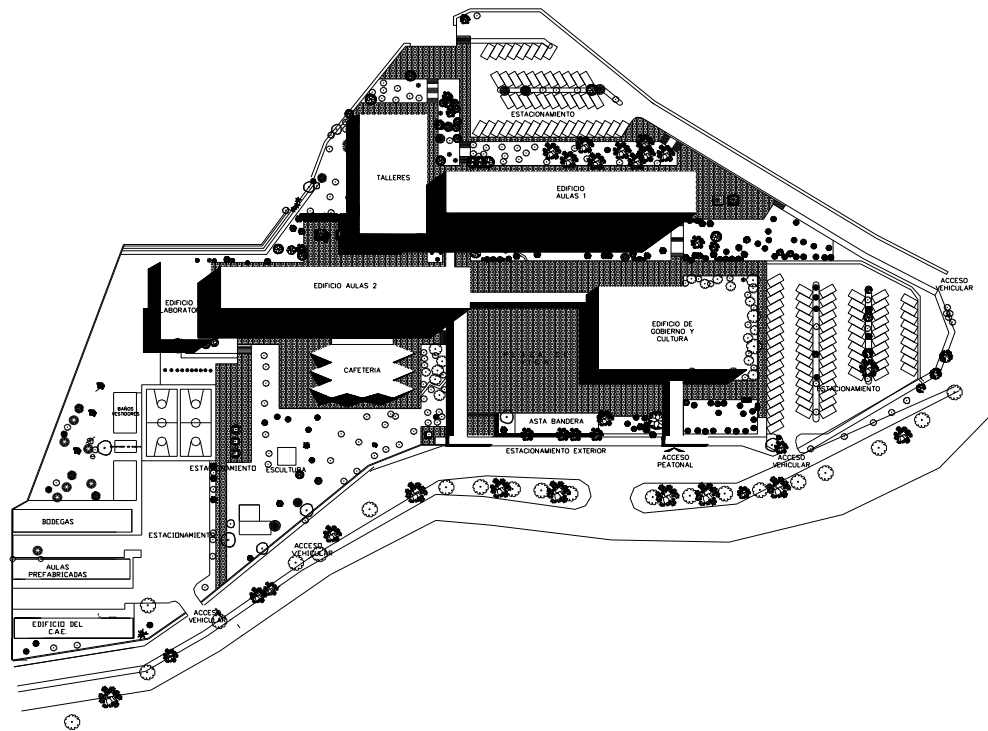 ESTACIONAMIENTO
TALLERES
EDIFICIO
AULAS 1
EDIFICIO AULAS 2
ACCESO
VEHICULAR
EDIFICIO
LABORATO
EDIFICIO DE
GOBIERNO Y
CULTURA
CAFETERIA
ESTACIONAMIENTO
BAÑOS
VESTIDORES
ASTA BANDERA
ESTACIONAMIENTO EXTERIOR
ACCESO
PEATONAL
ACCESO
VEHICULAR
ESTACIONAMIENTO
ESCULTURA
BODEGAS
ESTACIONAMIENTO
ACCESO
VEHICULAR
AULAS
PREFABRICADAS
ACCESO
VEHICULAR
EDIFICIO DEL
C.A.E.